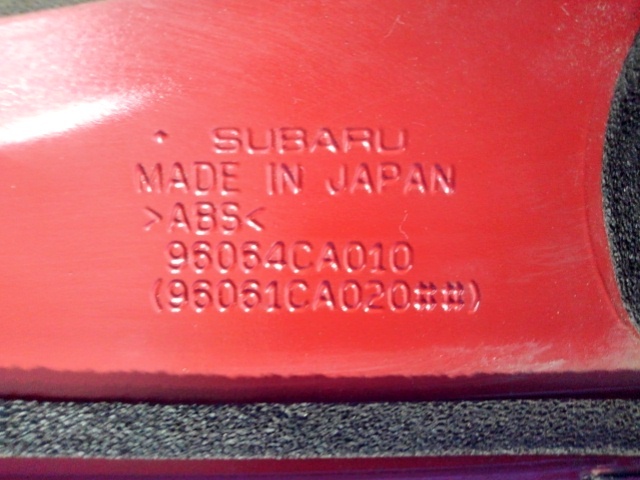 SUBARU
MADE IN JAPAN
>ABS<
96064CA010
(96061CA020##)